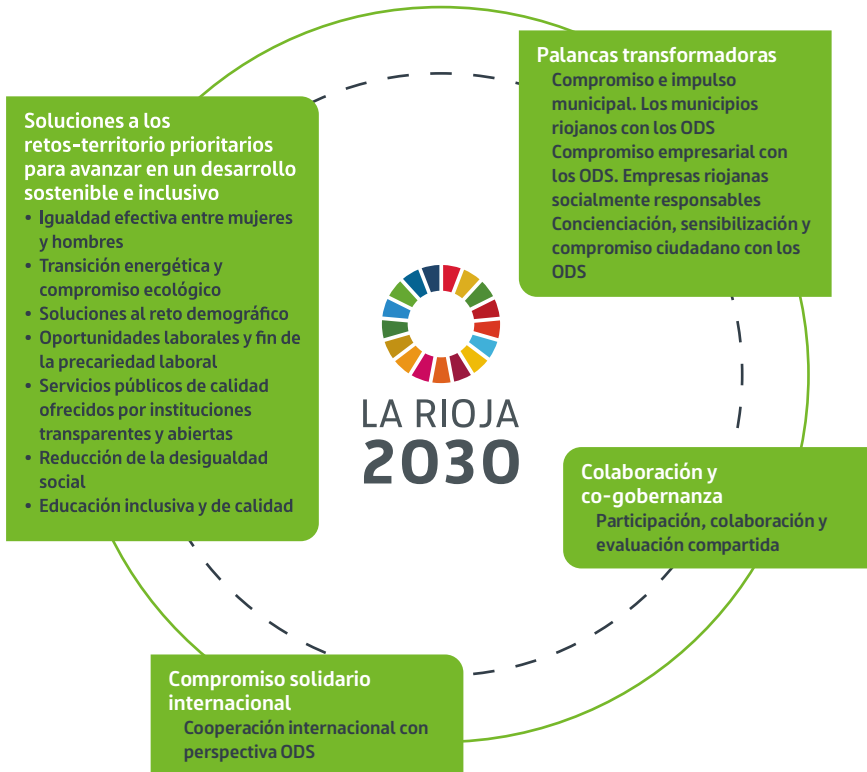 Soluciones a los
retos-territorio prioritarios
para avanzar en un desarrollo
sostenible e inclusivo
• Igualdad efectiva entre mujeres
y hombres
• Transición energética y
compromiso ecológico
• Soluciones al reto demográfico
• Oportunidades laborales y fin de
la precariedad laboral
• Servicios públicos de calidad
ofrecidos por instituciones
transparentes y abiertas
• Reducción de la desigualdad
social
• Educación inclusiva y de calidad
Palancas transformadoras
Compromiso e impulso
municipal. Los municipios
riojanos con los ODS
Compromiso empresarial con
los ODS. Empresas riojanas
socialmente responsables
Concienciación, sensibilización y
compromiso ciudadano con los
ODS
LA RIOJA
2030
Colaboración y
co-gobernanza
Participación, colaboración y
evaluación compartida
Compromiso solidario
internacional
Cooperación internacional con
perspectiva ODS